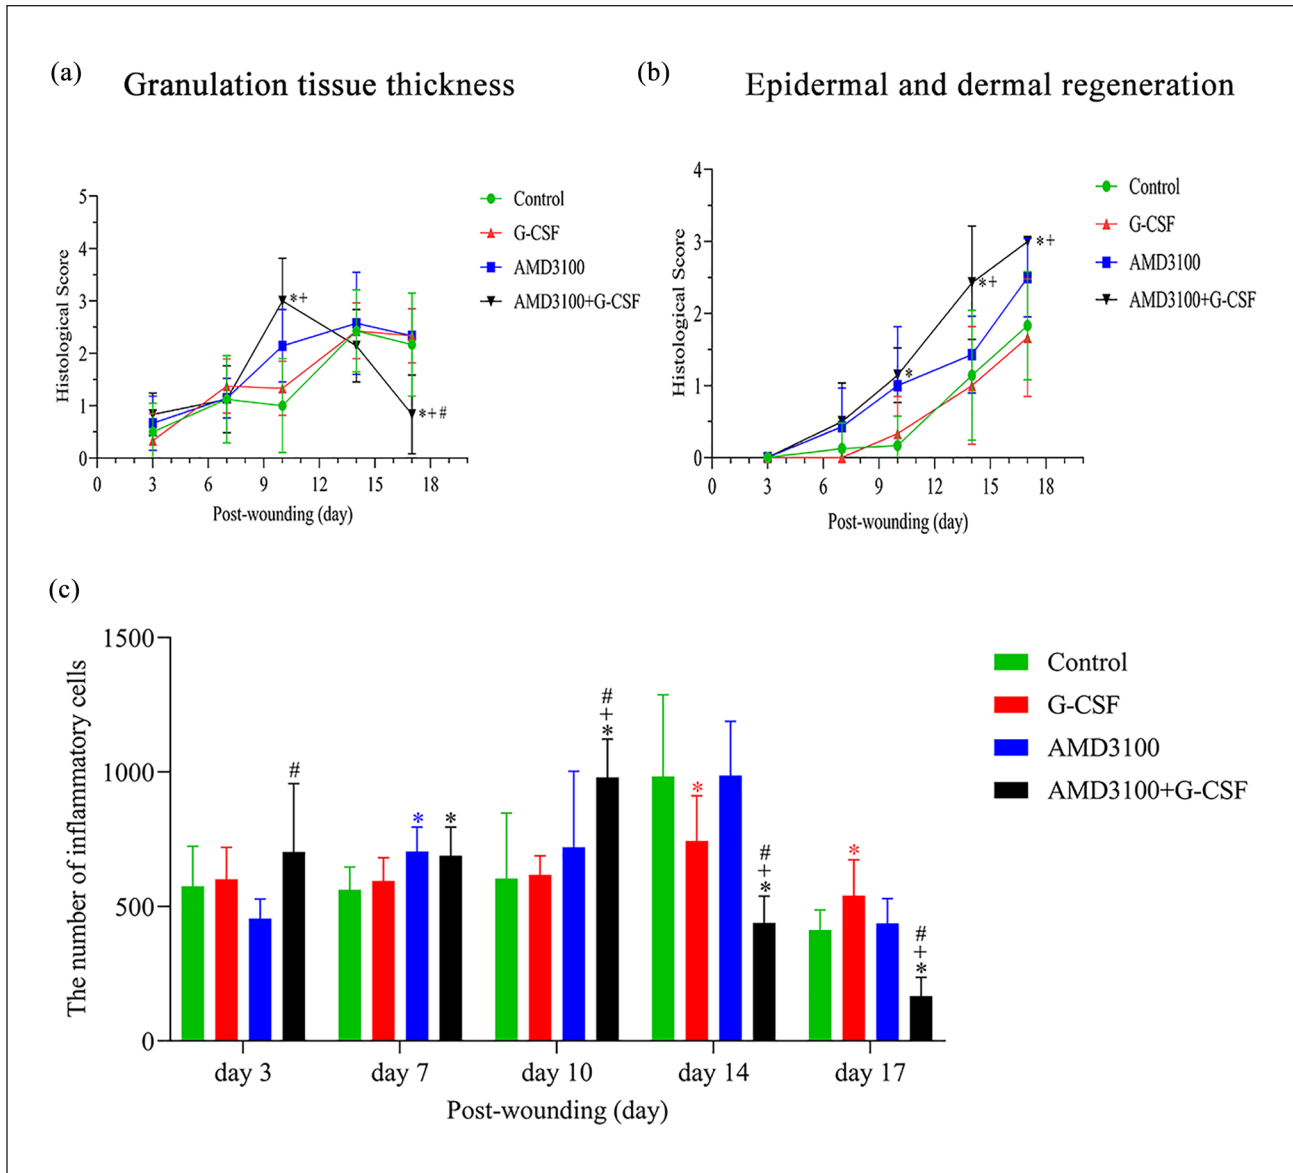 (a) Granulation tissue thickness
5
4
3
2
1
0
Histological Score
0 3 6 9 12 15 18
Post-wounding (day)
Control
G-CSF
AMD3100
AMD3100+G-CSF
*+
*+#
(b) Epidermal and dermal regeneration
4
3
2
1
0
Histological Score
0 3 6 9 12 15 18
Post-wounding (day)
Control
G-CSF
AMD3100
AMD3100+G-CSF
*
*+
*+
(c)
1500
1000
500
0
The number of inflammatory cells
#
*
*
#
+
*
*
#
+
*
*
#
+
*
day 3 day 7 day 10 day 14 day 17
Post-wounding (day)
Control
G-CSF
AMD3100
AMD3100+G-CSF